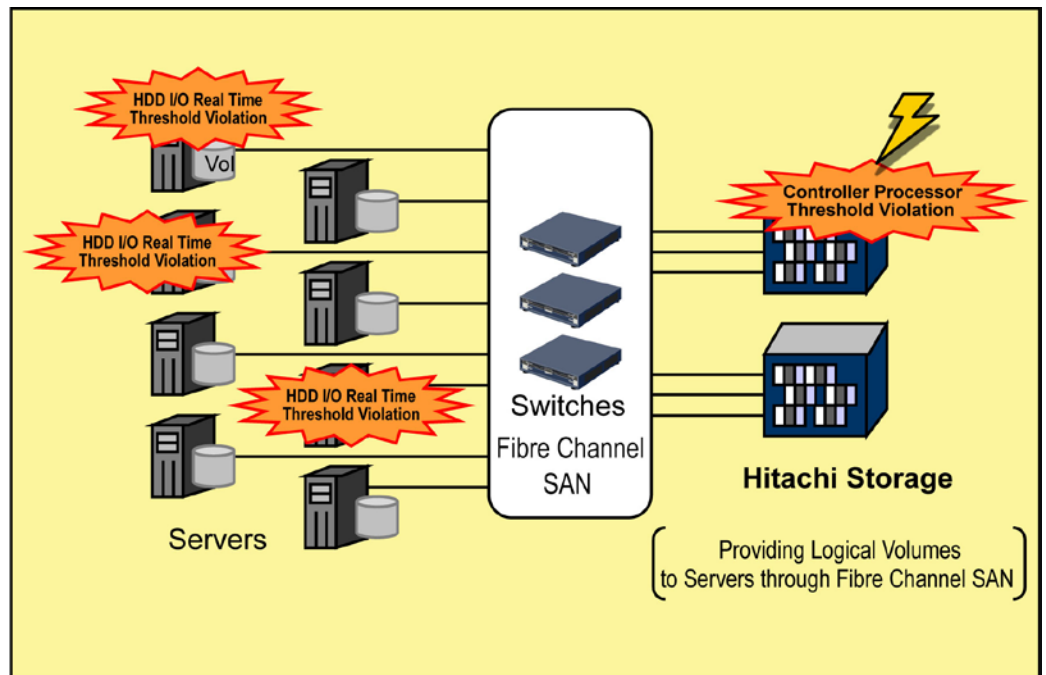 HDD I/O Real Time
Threshold Violation
Vol
HDD I/O Real Time
Threshold Violation
HDD I/O Real Time
Threshold Violation
Servers
Switches
Fibre Channel
SAN
Controller Processor
Threshold Violation
Hitachi Storage
Providing Logical Volumes
to Servers through Fibre Channel SAN